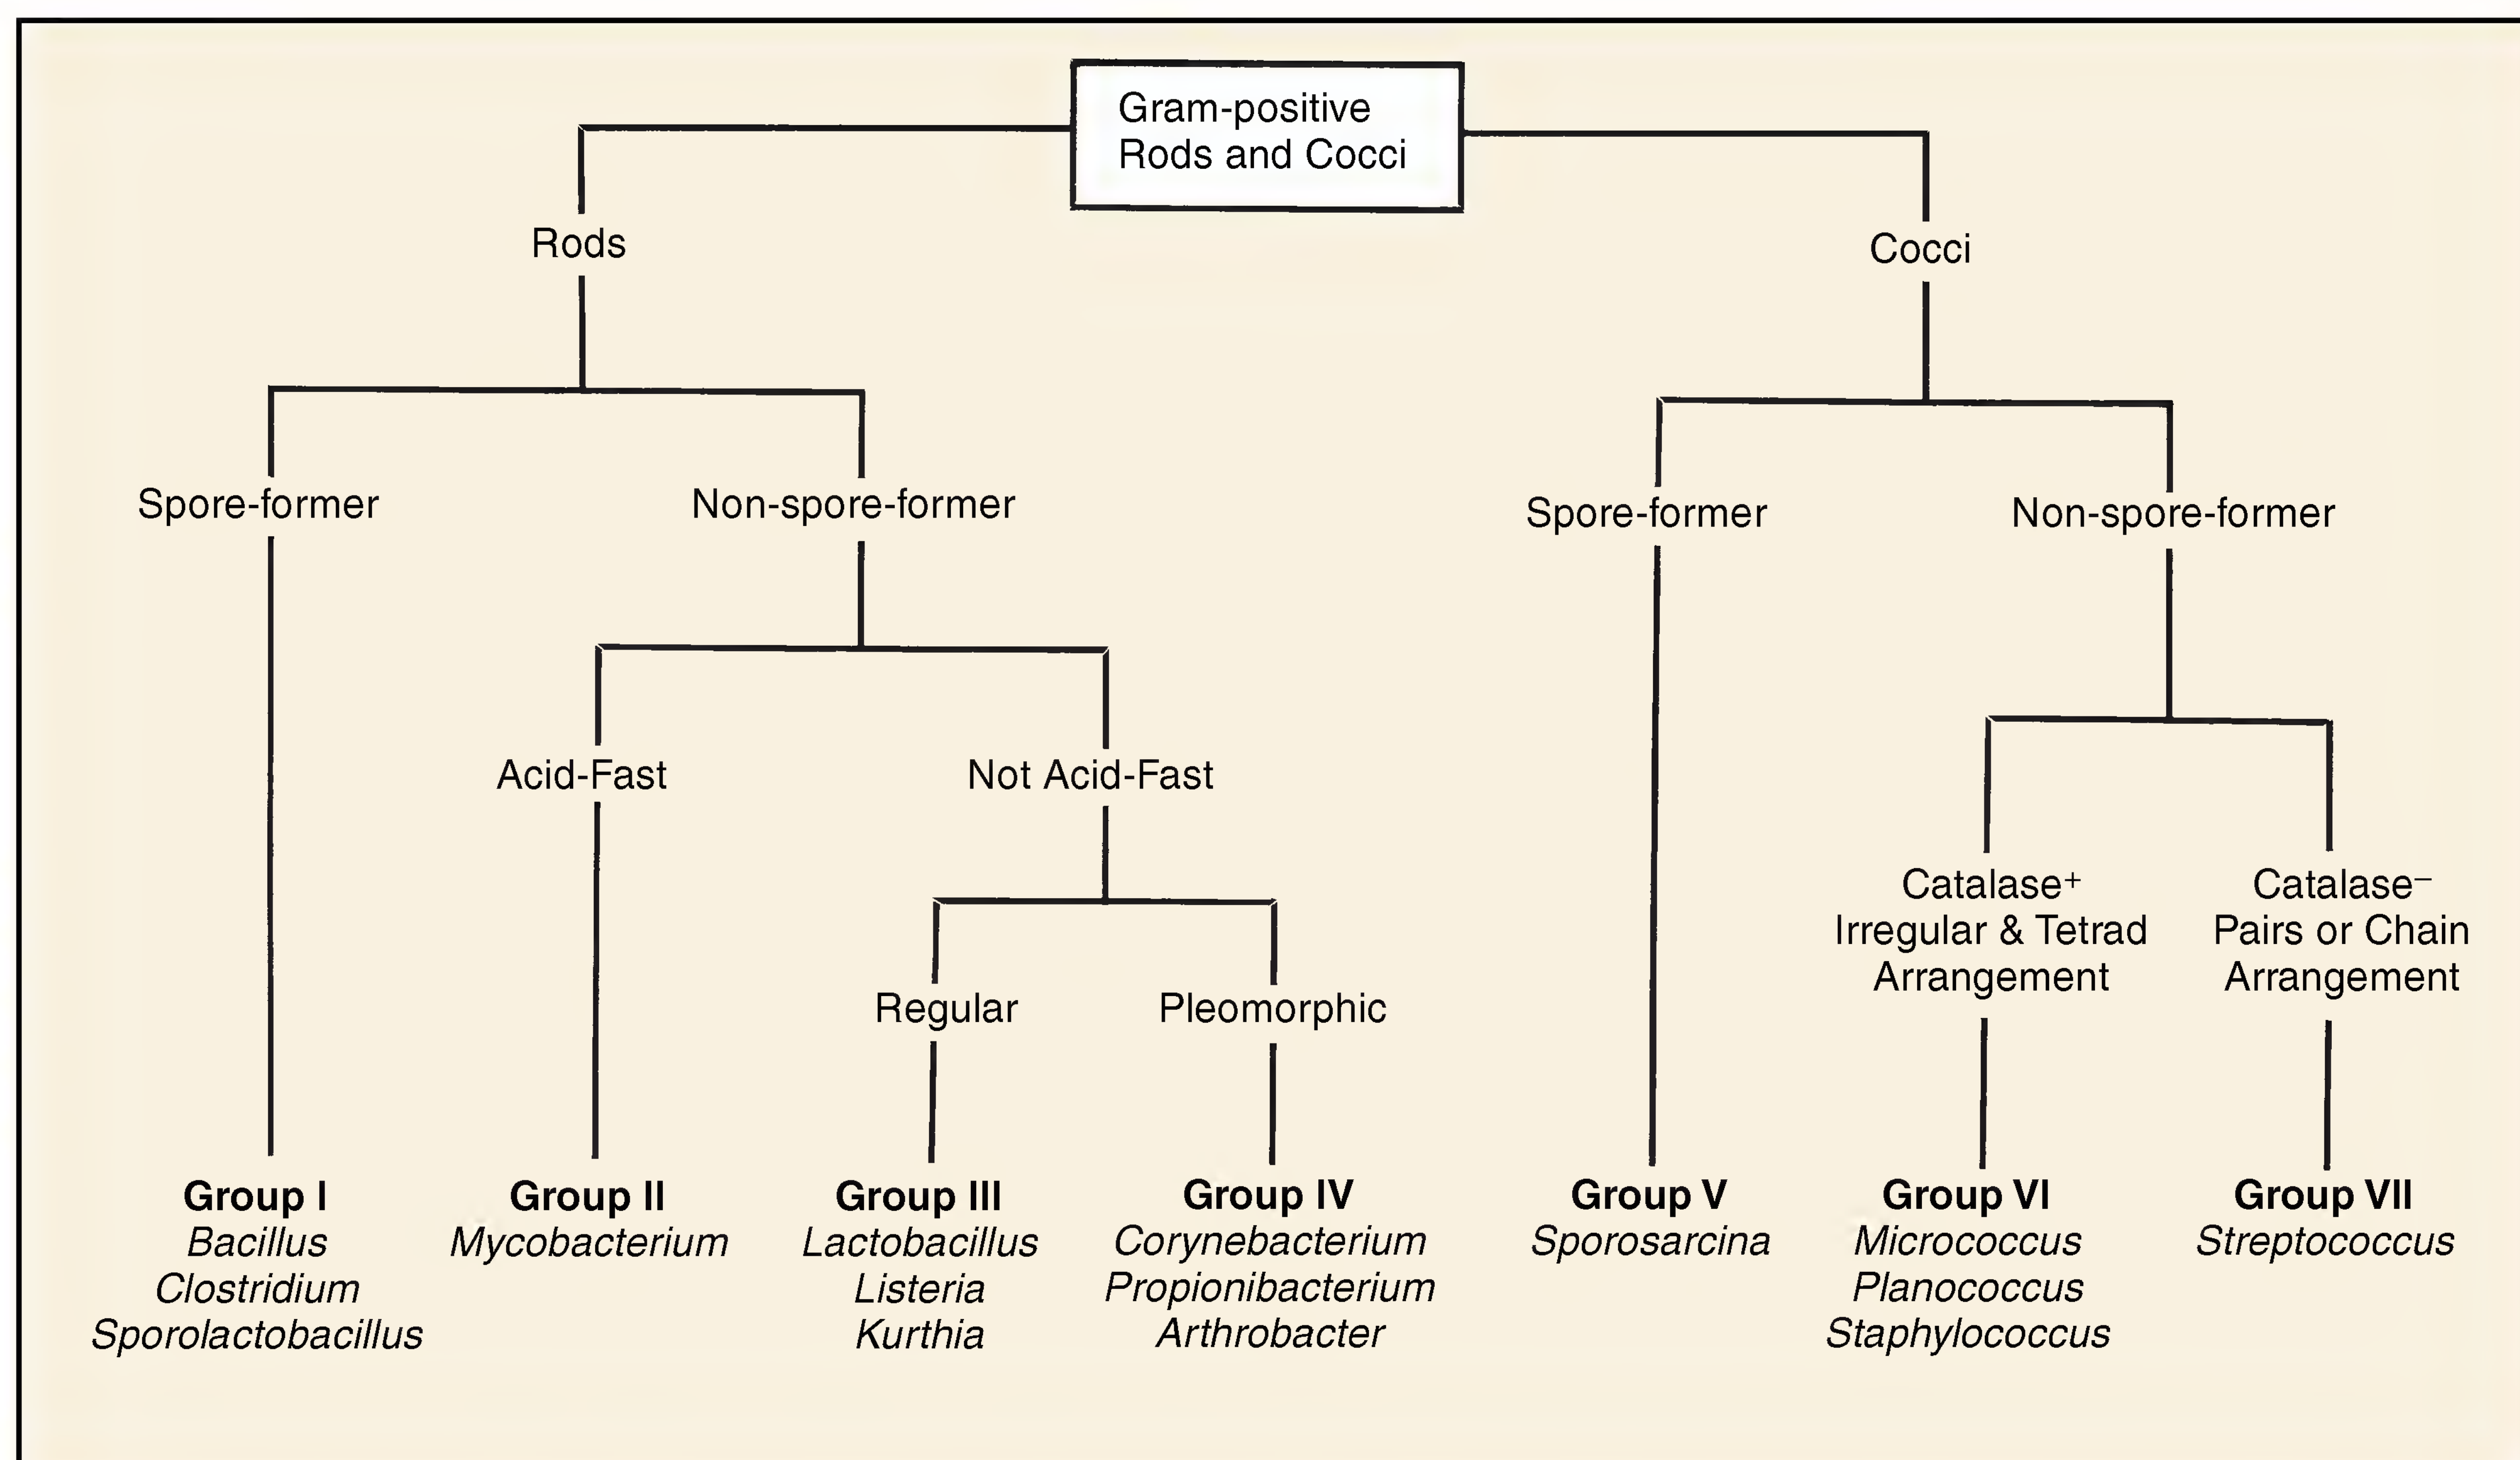 Gram-positive
Rods and Cocci
Rods
Cocci
Spore-former
Non-spore-former
Spore-former
Non-spore-former
Acid-Fast
Not Acid-Fast
Catalase+
Irregular & Tetrad
Arrangement
Catalase–
Pairs or Chain
Arrangement
Regular
Pleomorphic
Group I
Bacillus
Clostridium
Sporolactobacillus
Group II
Mycobacterium
Group III
Lactobacillus
Listeria
Kurthia
Group IV
Corynebacterium
Propionibacterium
Arthrobacter
Group V
Sporosarcina
Group VI
Micrococcus
Planococcus
Staphylococcus
Group VII
Streptococcus